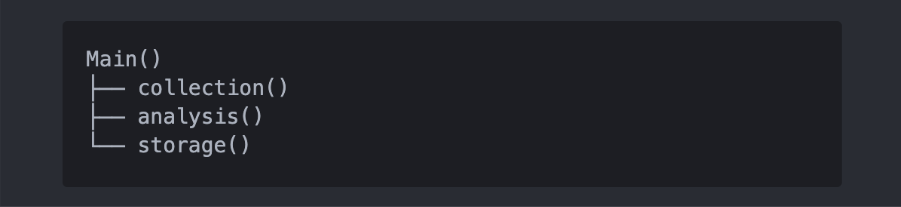 Main()
├── collection()
├── analysis()
└── storage()